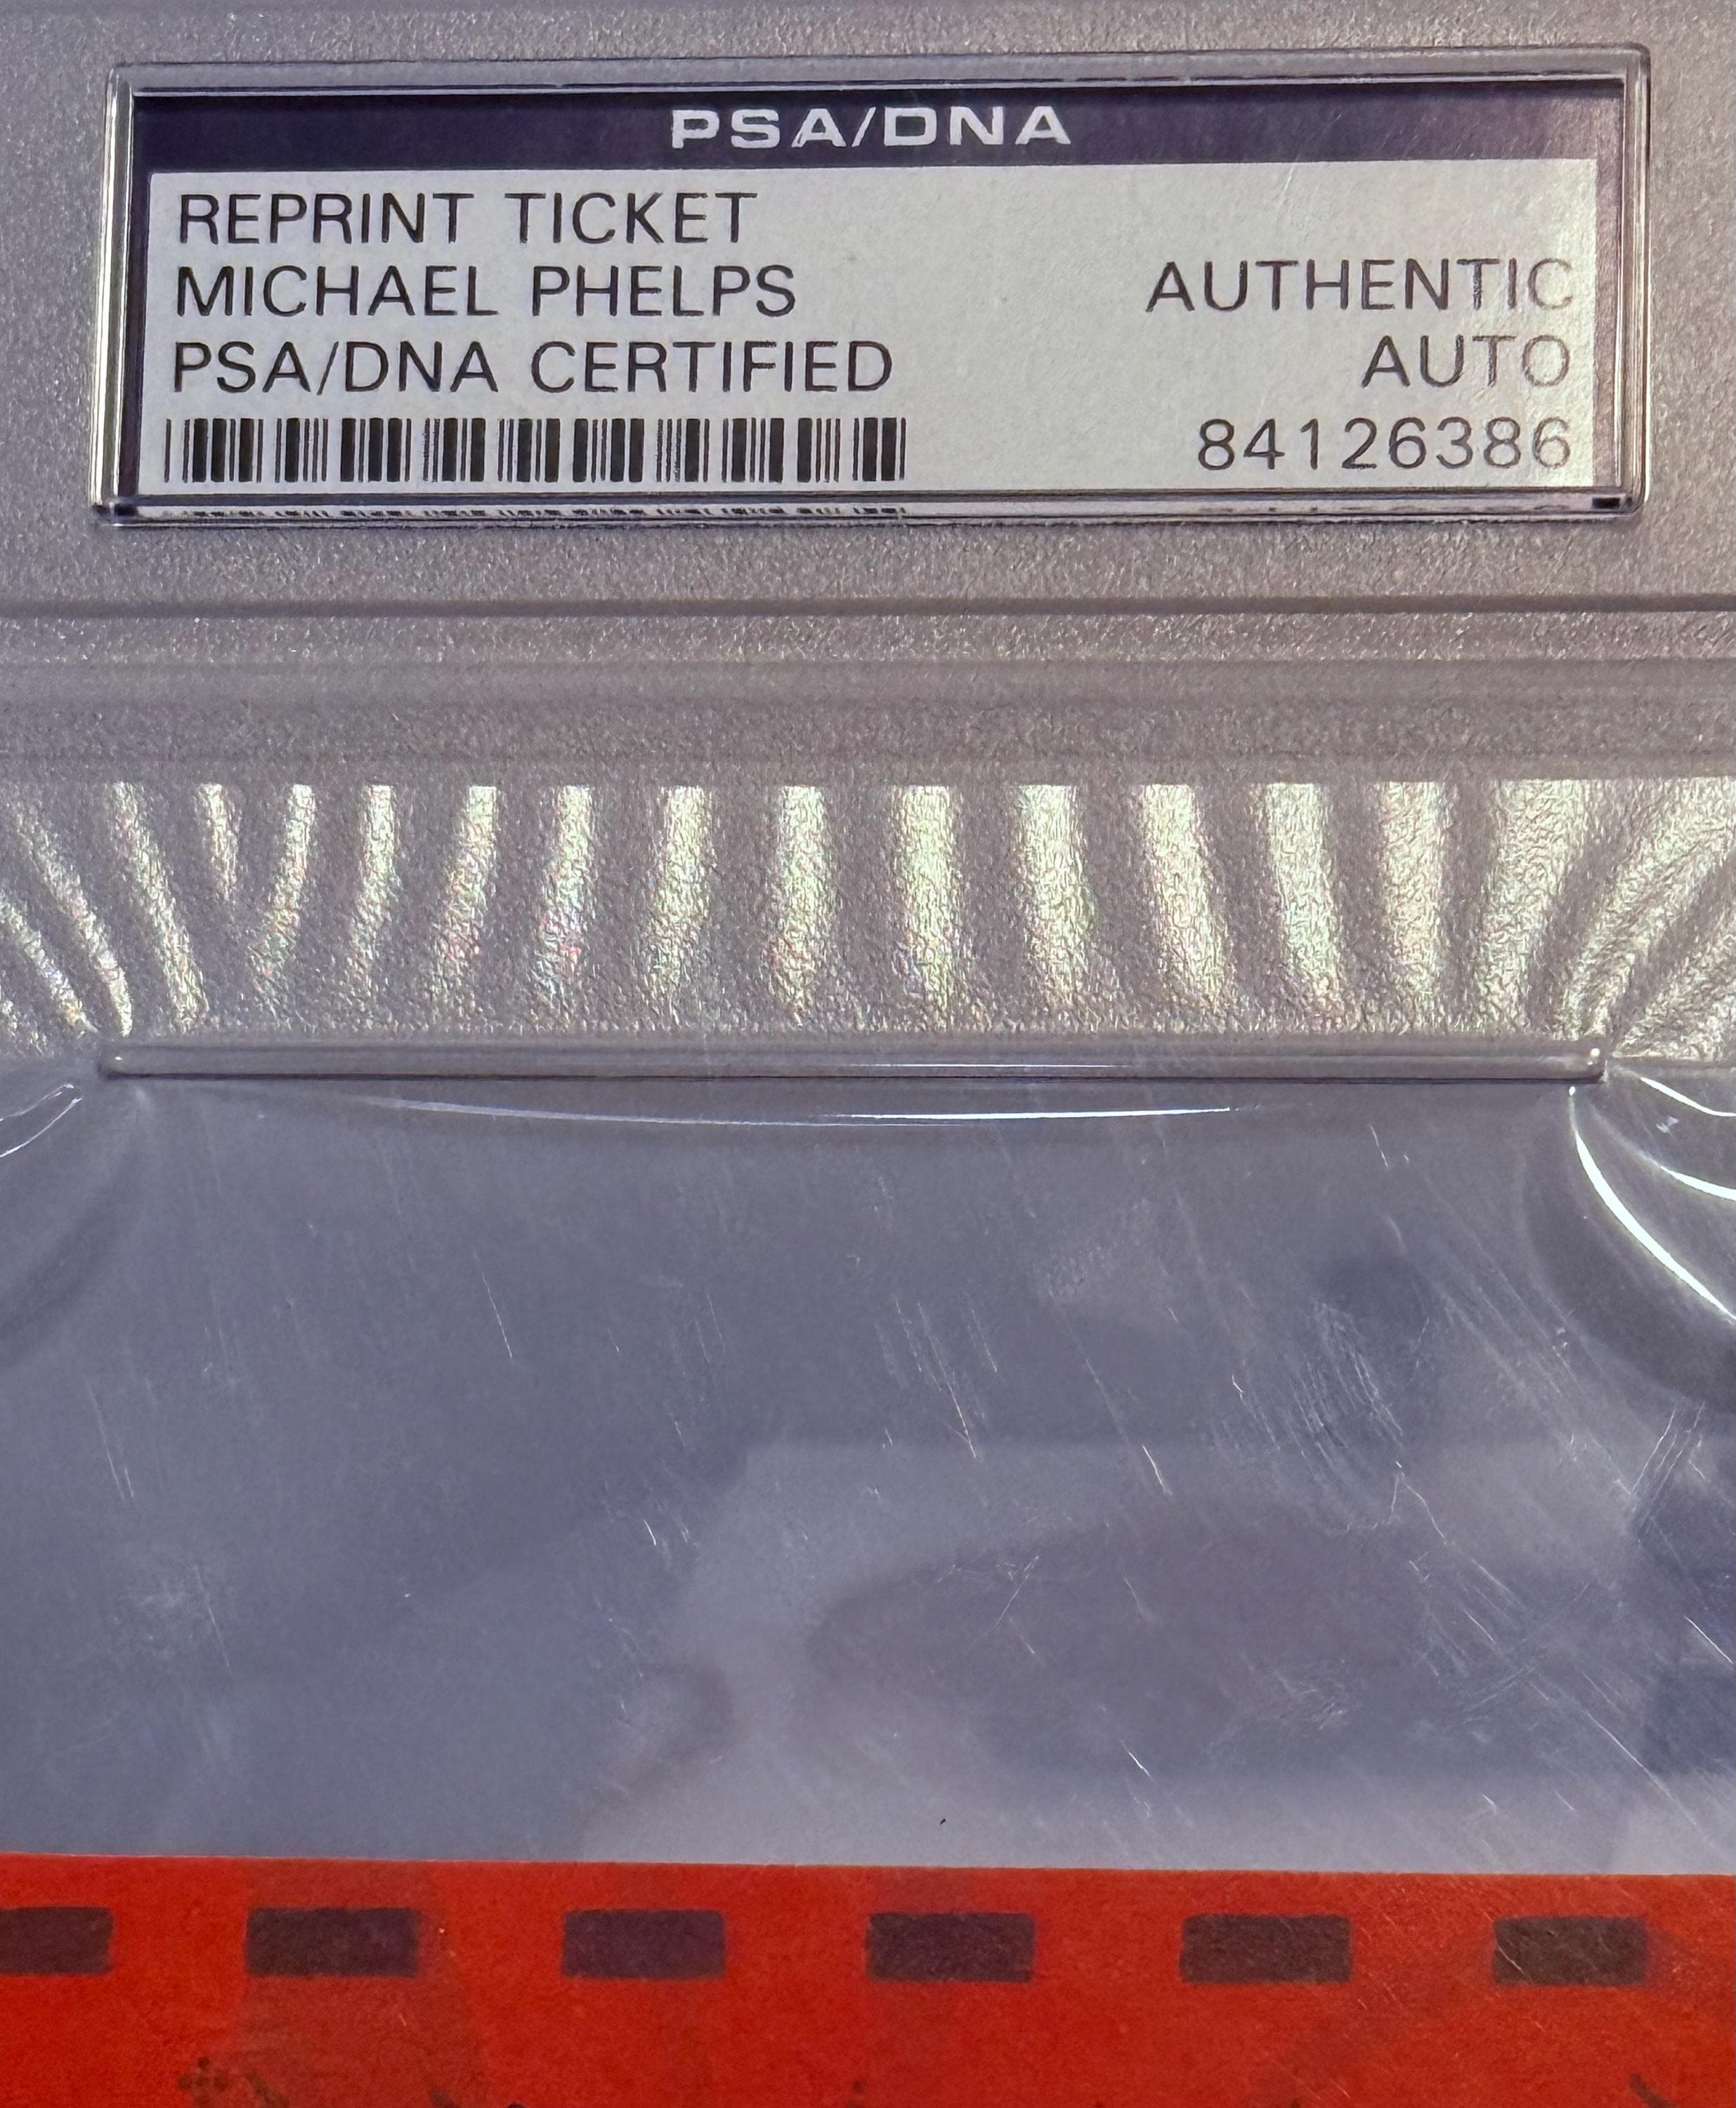 PSA/DNA
REPRINT TICKET
MICHAEL PHELPS
AUTHENTIC
PSA/DNA CERTIFIED
AUTO
84126386